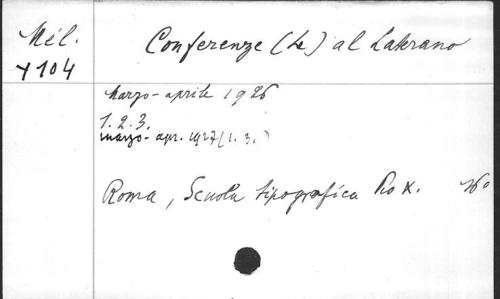 Mél.
Y104
Conferenze (Le) al Laterano
Marzo-aprile 1926
1.2.3.
marzo-apr. 1927 (1.3.)
Roma, Scuola tipografica Pio X.